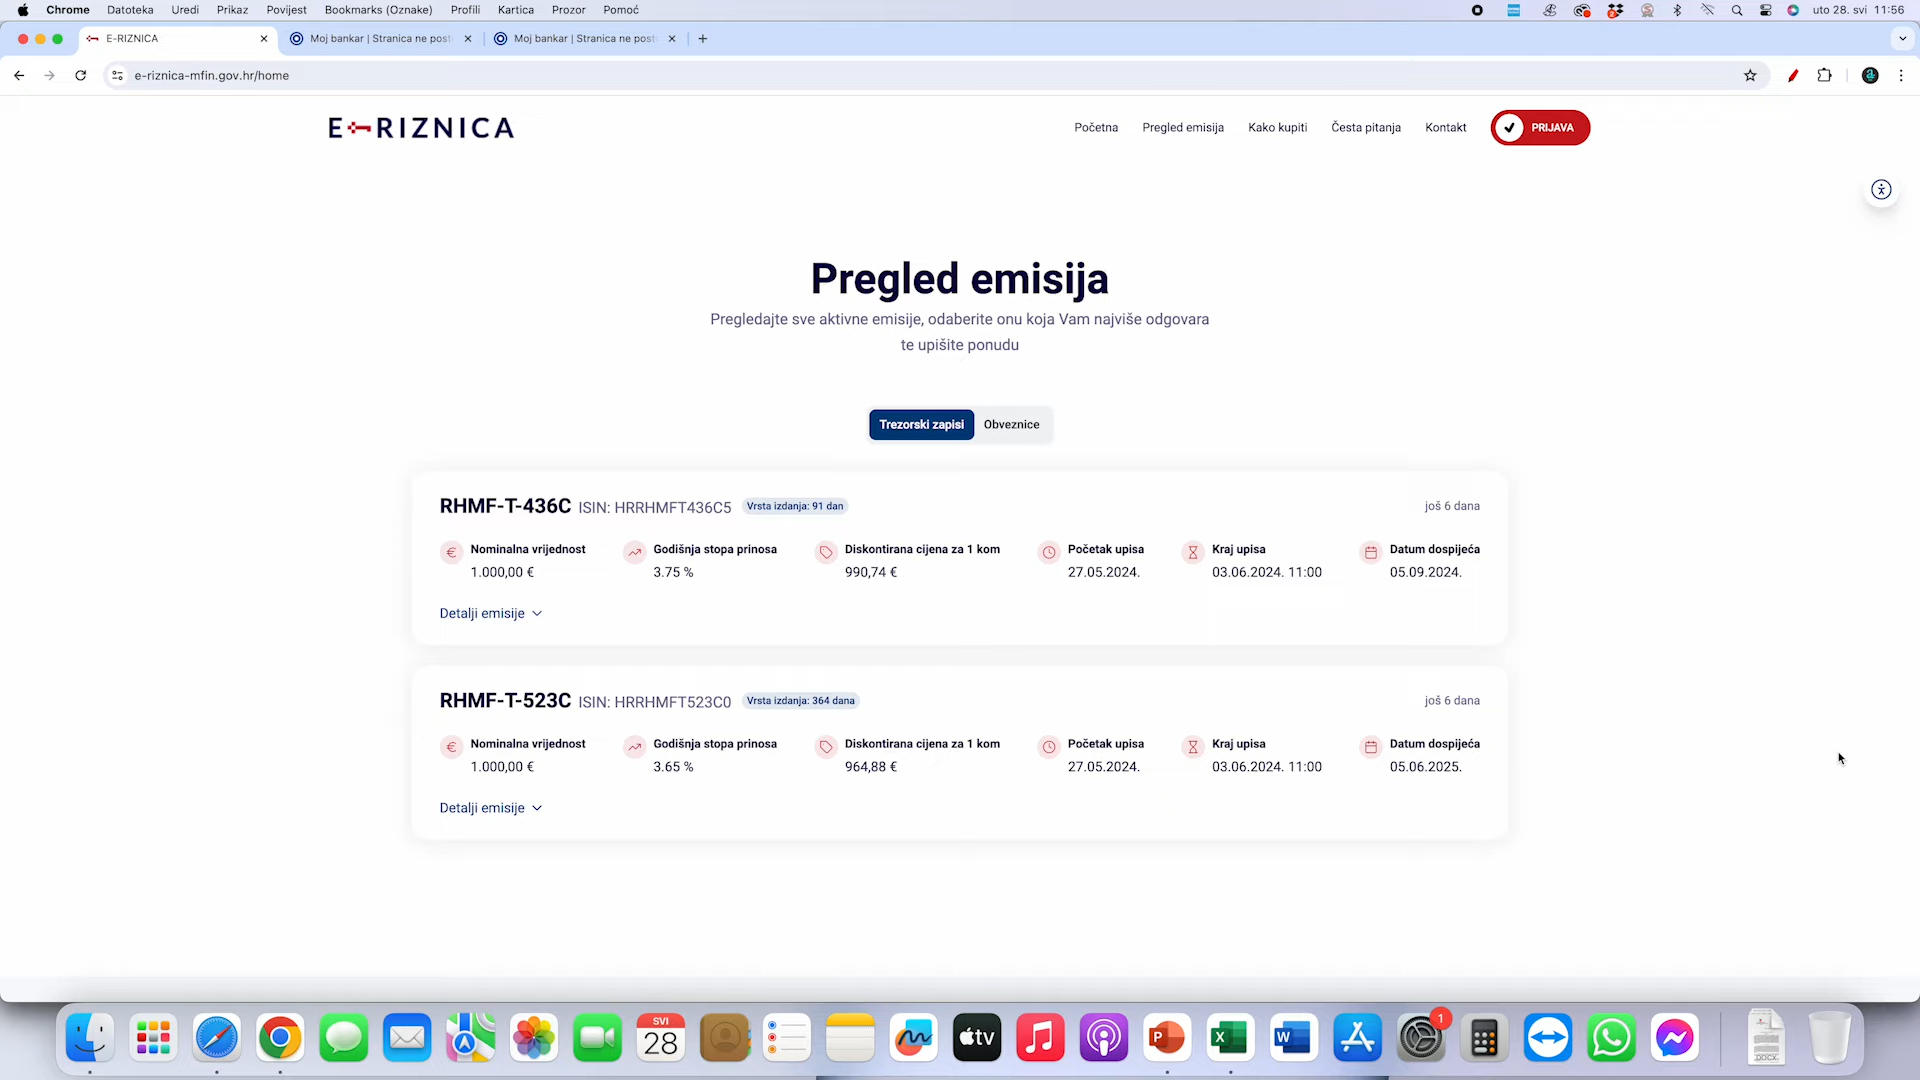 Chrome Datoteka Uredi Prikaz Povijest Bookmarks (Oznake) Profili Kartica Prozor Pomoć uto 28. svi 11:56
E-RIZNICA Moj bankar | Stranica ne post Moj bankar | Stranica ne post
e-riznica-mfin.gov.hr/home
E RIZNICA
Početna Pregled emisija Kako kupiti Česta pitanja Kontakt PRIJAVA
Pregled emisija
Pregledajte sve aktivne emisije, odaberite onu koja Vam najviše odgovara
te upišite ponudu
Trezorski zapisi Obveznice
RHMF-T-436C ISIN: HRRHMFT436C5 Vrsta izdanja: 91 dan još 6 dana
Nominalna vrijednost Godišnja stopa prinosa Diskontirana cijena za 1 kom Početak upisa Kraj upisa Datum dospijeća
1.000,00 € 3.75 % 990,74 € 27.05.2024. 03.06.2024. 11:00 05.09.2024.
Detalji emisije
RHMF-T-523C ISIN: HRRHMFT523C0 Vrsta izdanja: 364 dana još 6 dana
Nominalna vrijednost Godišnja stopa prinosa Diskontirana cijena za 1 kom Početak upisa Kraj upisa Datum dospijeća
1.000,00 € 3.65 % 964,88 € 27.05.2024. 03.06.2024. 11:00 05.06.2025.
Detalji emisije
SVI
28
tv
P
X
W
1
DOCX